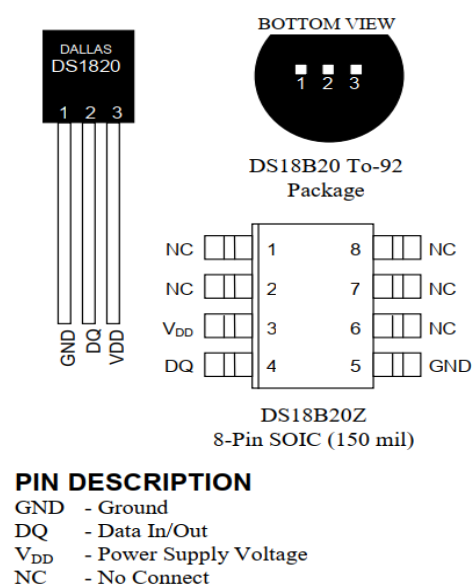 BOTTOM VIEW
DALLAS
DS1820
1 2 3
1 2 3
GND
DQ
VDD
DS18B20 To-92
Package
NC 1 8 NC
NC 2 7 NC
VDD 3 6 NC
DQ 4 5 GND
DS18B20Z
8-Pin SOIC (150 mil)
PIN DESCRIPTION
GND - Ground
DQ - Data In/Out
VDD - Power Supply Voltage
NC - No Connect